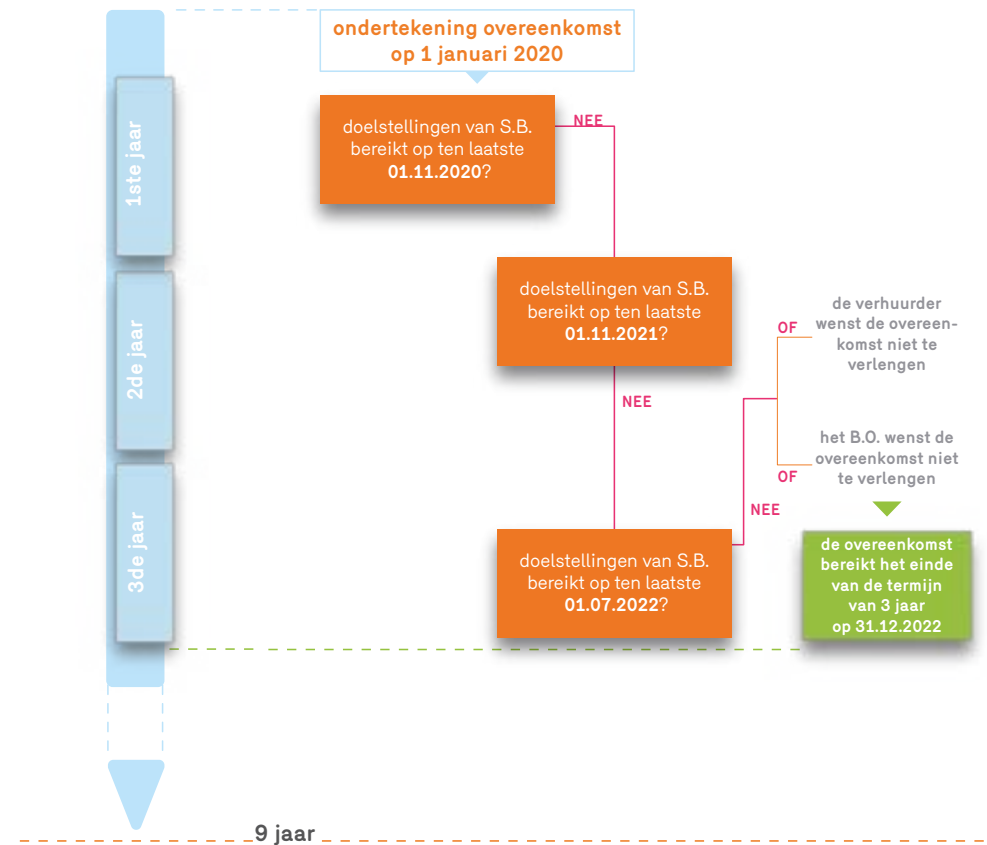 ondertekening overeenkomst
op 1 januari 2020
1ste jaar
doelstellingen van S.B.
bereikt op ten laatste
01.11.2020?
NEE
2de jaar
doelstellingen van S.B.
bereikt op ten laatste
01.11.2021?
NEE
OF
de verhuurder
wenst de overeen-
komst niet te
verlengen
het B.O. wenst de
overeenkomst niet
te verlengen
OF
NEE
3de jaar
doelstellingen van S.B.
bereikt op ten laatste
01.07.2022?
de overeenkomst
bereikt het einde
van de termijn
van 3 jaar
op 31.12.2022
9 jaar